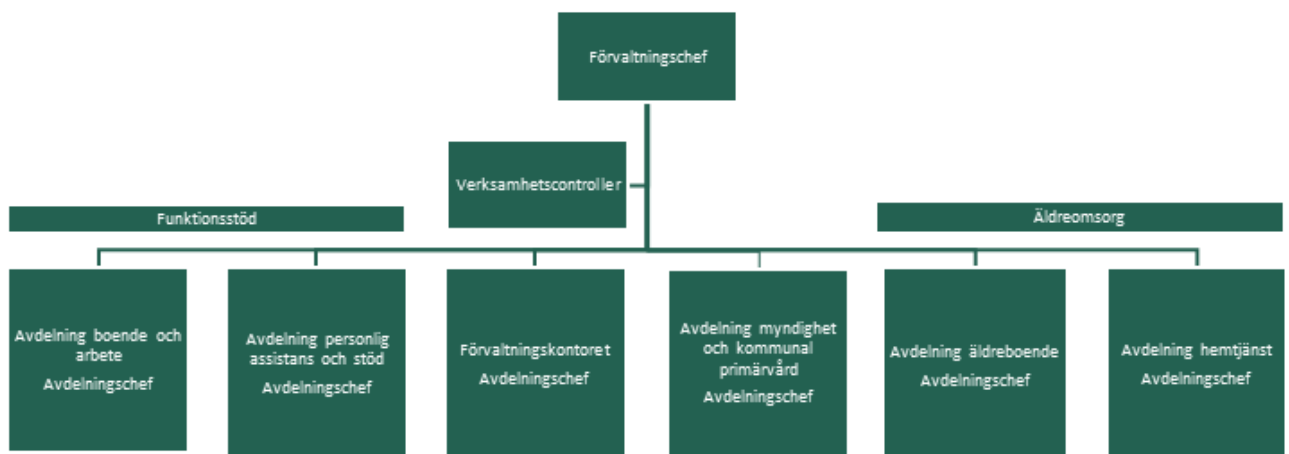 Förvaltningschef
Verksamhetscontroller
Funktionsstöd
Äldreomsorg
Avdelning boende och
arbete
Avdelningschef
Avdelning personlig
assistans och stöd
Avdelningschef
Förvaltningskontoret
Avdelningschef
Avdelning myndighet
och kommunal
primärvård
Avdelningschef
Avdelning äldreboende
Avdelningschef
Avdelning hemtjänst
Avdelningschef